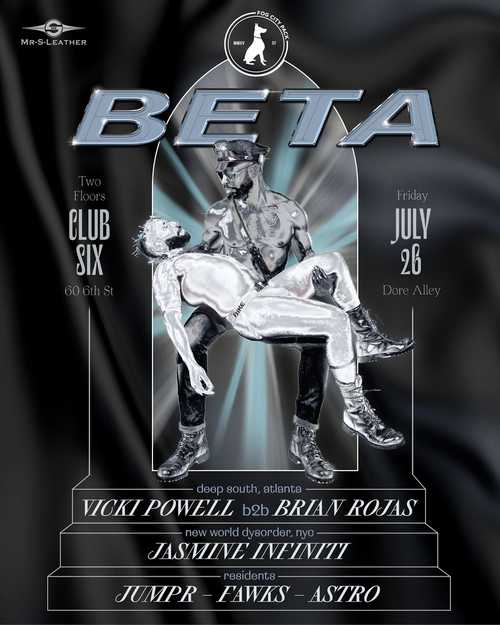 Mr-S-Leather
FOG CITY PACK
BETA
Two
Floors
CLUB
SIX
60 6th St
Friday
JULY
26
Dore Alley
deep south, atlanta
VICKI POWELL b2b BRIAN ROJAS
new world dysorder, nyc
JASMINE INFINITI
residents
JUMPR – FAWKS – ASTRO